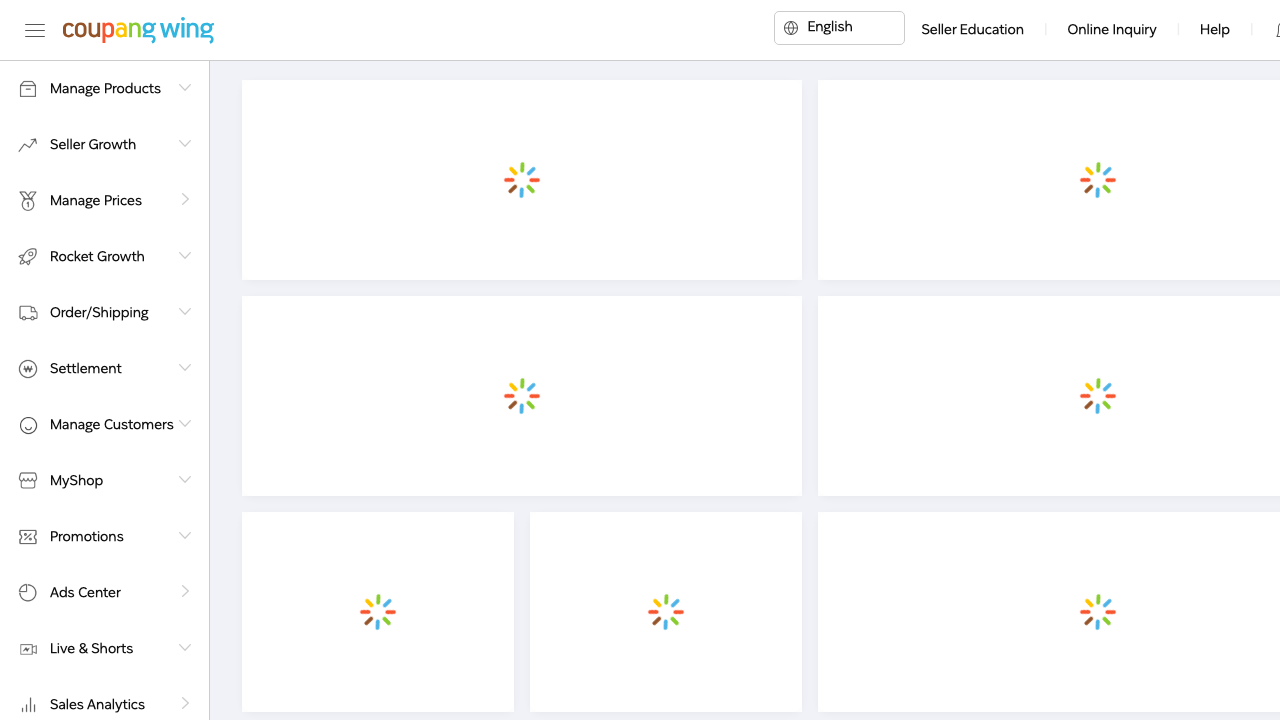 coupang wing
English
Seller Education
Online Inquiry
Help
Manage Products
Seller Growth
Manage Prices
Rocket Growth
Order/Shipping
Settlement
Manage Customers
MyShop
Promotions
Ads Center
Live & Shorts
Sales Analytics